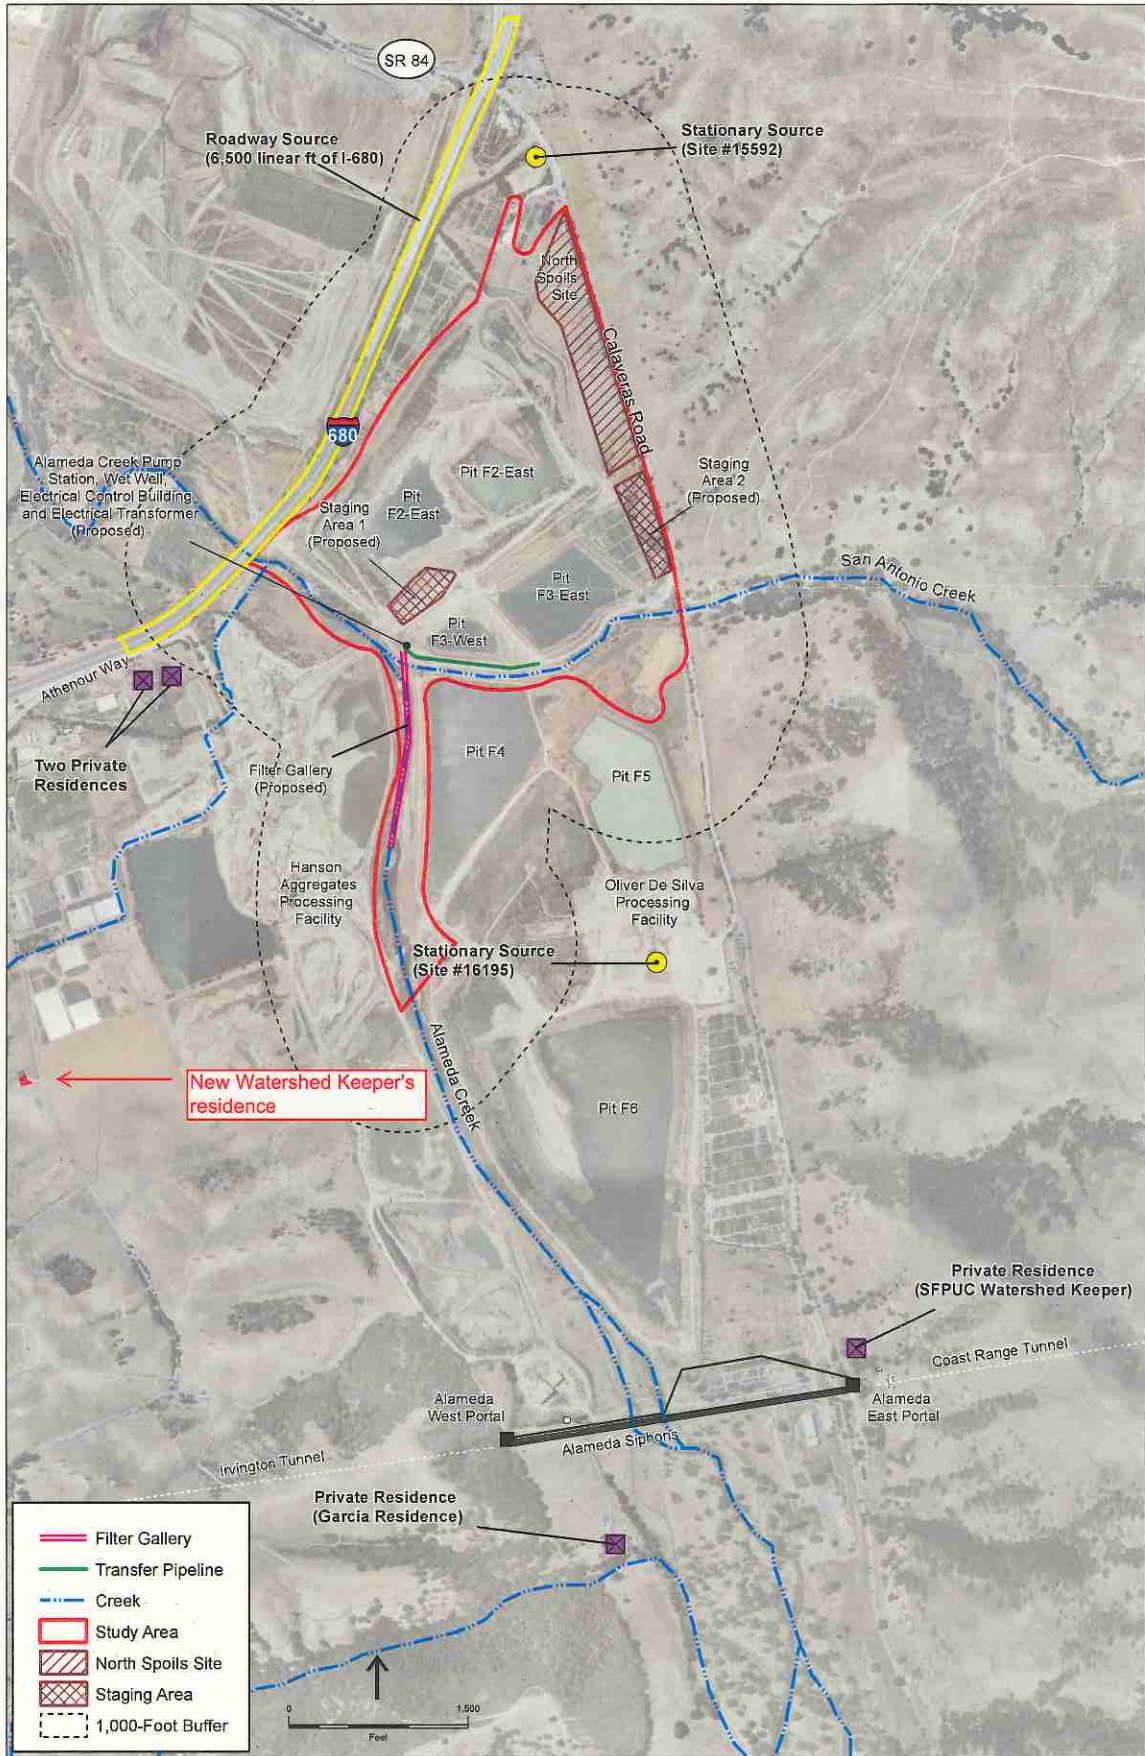 SR 84
Roadway Source
(6,500 linear ft of I-680)
Stationary Source
(Site #15592)
North
Spoils
Site
Calaveras Road
680
Alameda Creek Pump
Station, Wet Well,
Electrical Control Building,
and Electrical Transformer
(Proposed)
Pit F2-East
Pit
F2-East
Staging
Area 1
(Proposed)
Staging
Area 2
(Proposed)
Pit
F3-East
San Antonio Creek
Pit
F3-West
Athenour Way
Two Private
Residences
Filter Gallery
(Proposed)
Pit F4
Pit F5
Hanson
Aggregates
Processing
Facility
Oliver De Silva
Processing
Facility
Stationary Source
(Site #16195)
Alameda Creek
New Watershed Keeper's
residence
Pit F6
Private Residence
(SFPUC Watershed Keeper)
Coast Range Tunnel
Alameda
West Portal
Alameda
East Portal
Alameda Siphons
Irvington Tunnel
Private Residence
(Garcia Residence)
Filter Gallery
Transfer Pipeline
Creek
Study Area
North Spoils Site
Staging Area
1,000-Foot Buffer
0
1,500
Feet